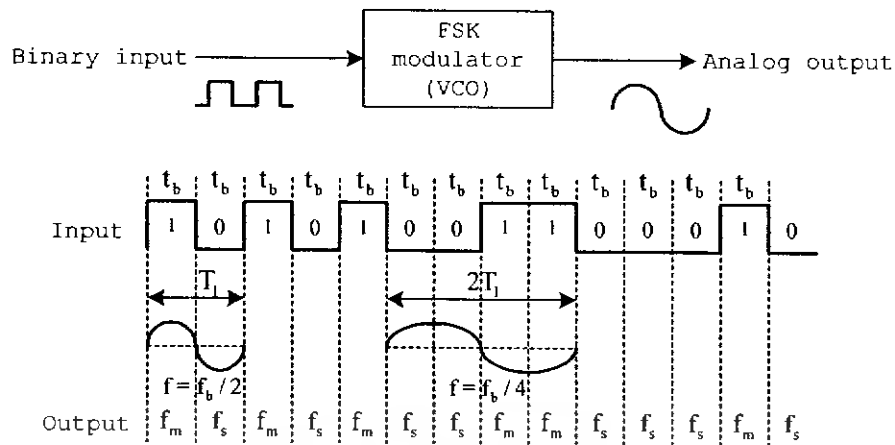 FSK
modulator
(VCO)
Binary input
Analog output
t_b t_b t_b t_b t_b t_b t_b t_b t_b t_b t_b t_b t_b
Input 1 0 1 0 1 0 0 1 1 0 0 0 1 0
T_1 2T_1
f = f_b / 2 f = f_b / 4
Output f_m f_s f_m f_s f_m f_s f_s f_m f_m f_s f_s f_s f_m f_s